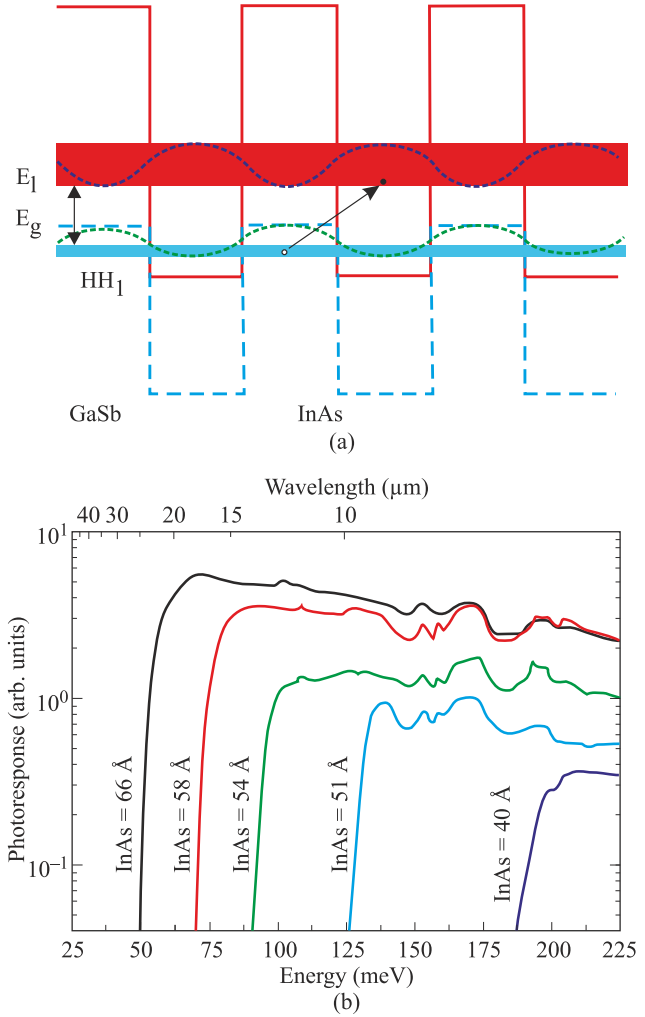 E1
Eg
HH1
GaSb
InAs
(a)
Wavelength (µm)
40 30 20 15 10
10^1
10^0
10^-1
Photoresponse (arb. units)
InAs = 66 Å
InAs = 58 Å
InAs = 54 Å
InAs = 51 Å
InAs = 40 Å
25 50 75 100 125 150 175 200 225
Energy (meV)
(b)